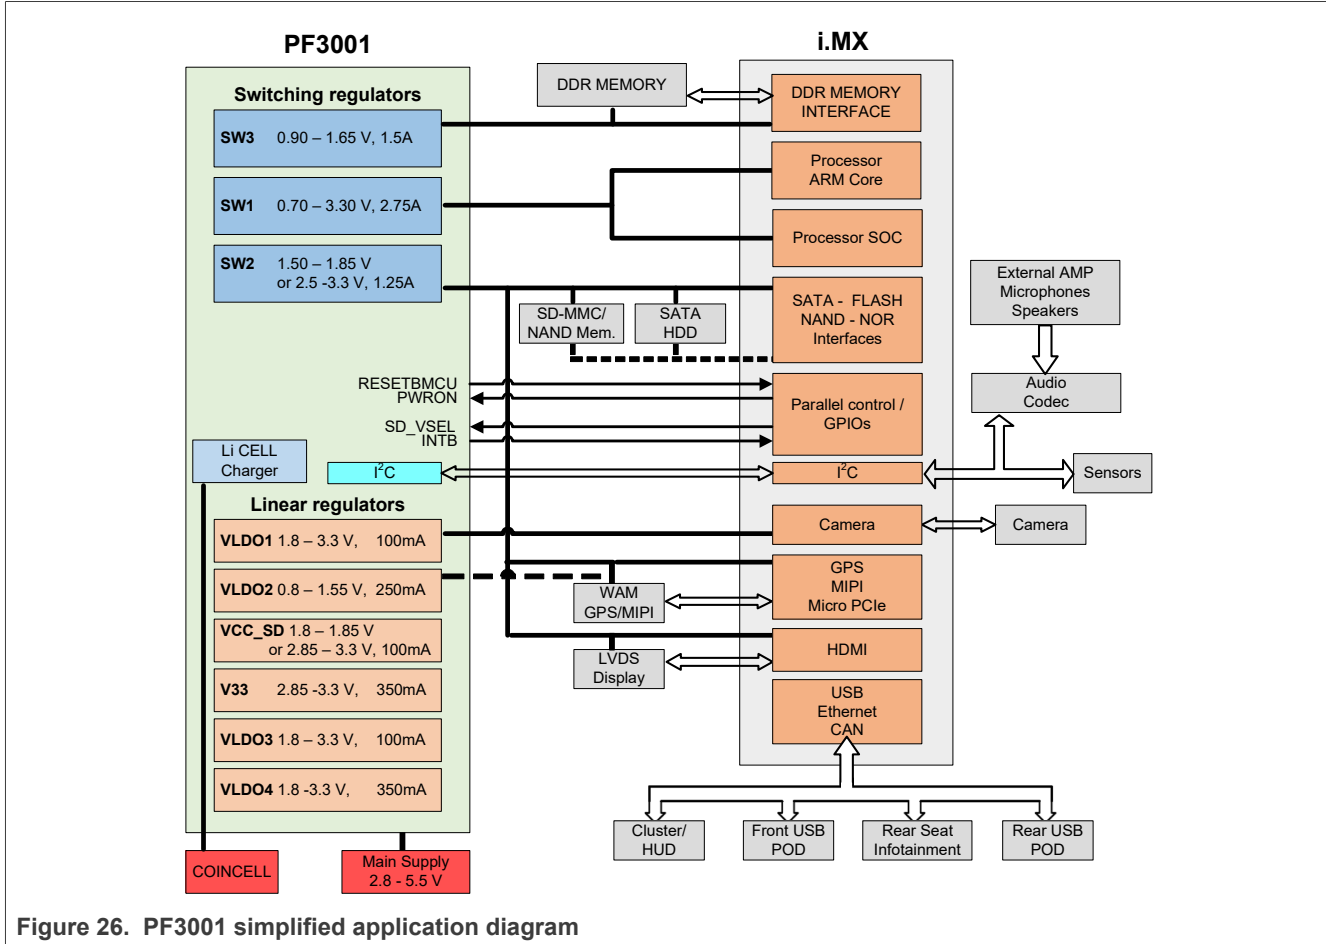 PF3001
i.MX
Switching regulators
SW3 0.90 – 1.65 V, 1.5A
SW1 0.70 – 3.30 V, 2.75A
SW2 1.50 – 1.85 V
or 2.5 -3.3 V, 1.25A
RESETBMCU
PWRON
SD_VSEL
INTB
Li CELL
Charger
I²C
Linear regulators
VLDO1 1.8 – 3.3 V, 100mA
VLDO2 0.8 – 1.55 V, 250mA
VCC_SD 1.8 – 1.85 V
or 2.85 – 3.3 V, 100mA
V33 2.85 -3.3 V, 350mA
VLDO3 1.8 – 3.3 V, 100mA
VLDO4 1.8 -3.3 V, 350mA
COINCELL
Main Supply
2.8 - 5.5 V
DDR MEMORY
SD-MMC/
NAND Mem.
SATA
HDD
WAM
GPS/MIPI
LVDS
Display
DDR MEMORY
INTERFACE
Processor
ARM Core
Processor SOC
SATA - FLASH
NAND - NOR
Interfaces
Parallel control /
GPIOs
I²C
Camera
GPS
MIPI
Micro PCIe
HDMI
USB
Ethernet
CAN
External AMP
Microphones
Speakers
Audio
Codec
Sensors
Camera
Cluster/
HUD
Front USB
POD
Rear Seat
Infotainment
Rear USB
POD
Figure 26. PF3001 simplified application diagram